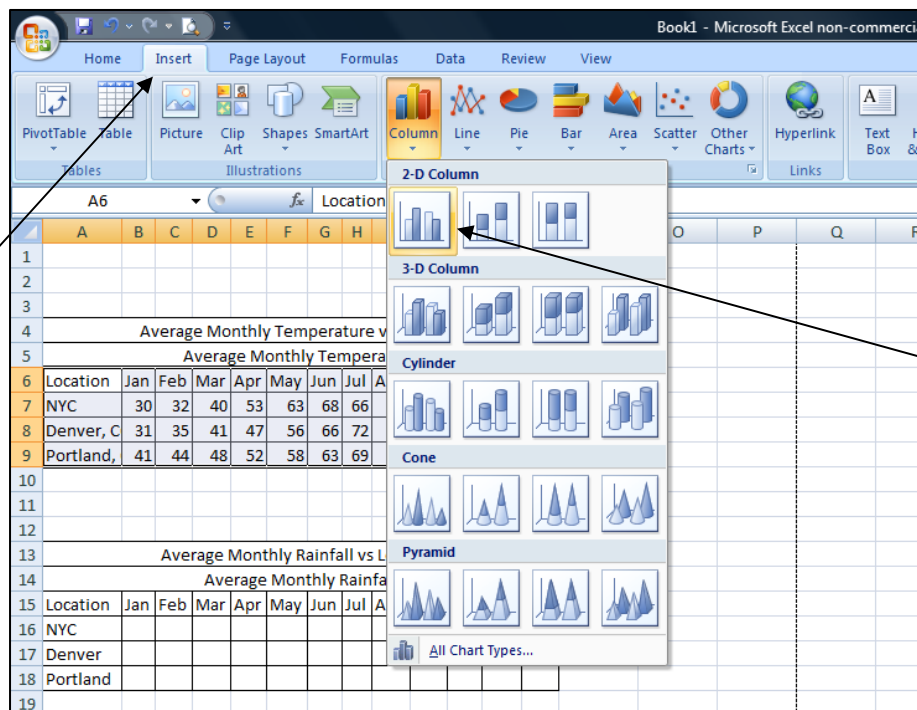 Book1 - Microsoft Excel non-commercia
Home Insert Page Layout Formulas Data Review View
PivotTable Table Picture Clip Art Shapes SmartArt Column Line Pie Bar Area Scatter Other Charts Hyperlink Text Box
Tables Illustrations Links
A6 fx Location
2-D Column
A B C D E F G H O P Q
1
2
3-D Column
3
4 Average Monthly Temperature v
5 Average Monthly Tempera
Cylinder
6 Location Jan Feb Mar Apr May Jun Jul A
7 NYC 30 32 40 53 63 68 66
8 Denver, C 31 35 41 47 56 66 72
9 Portland, 41 44 48 52 58 63 69
Cone
10
11
12
13 Average Monthly Rainfall vs L
Pyramid
14 Average Monthly Rainfa
15 Location Jan Feb Mar Apr May Jun Jul A
16 NYC
17 Denver
All Chart Types...
18 Portland
19